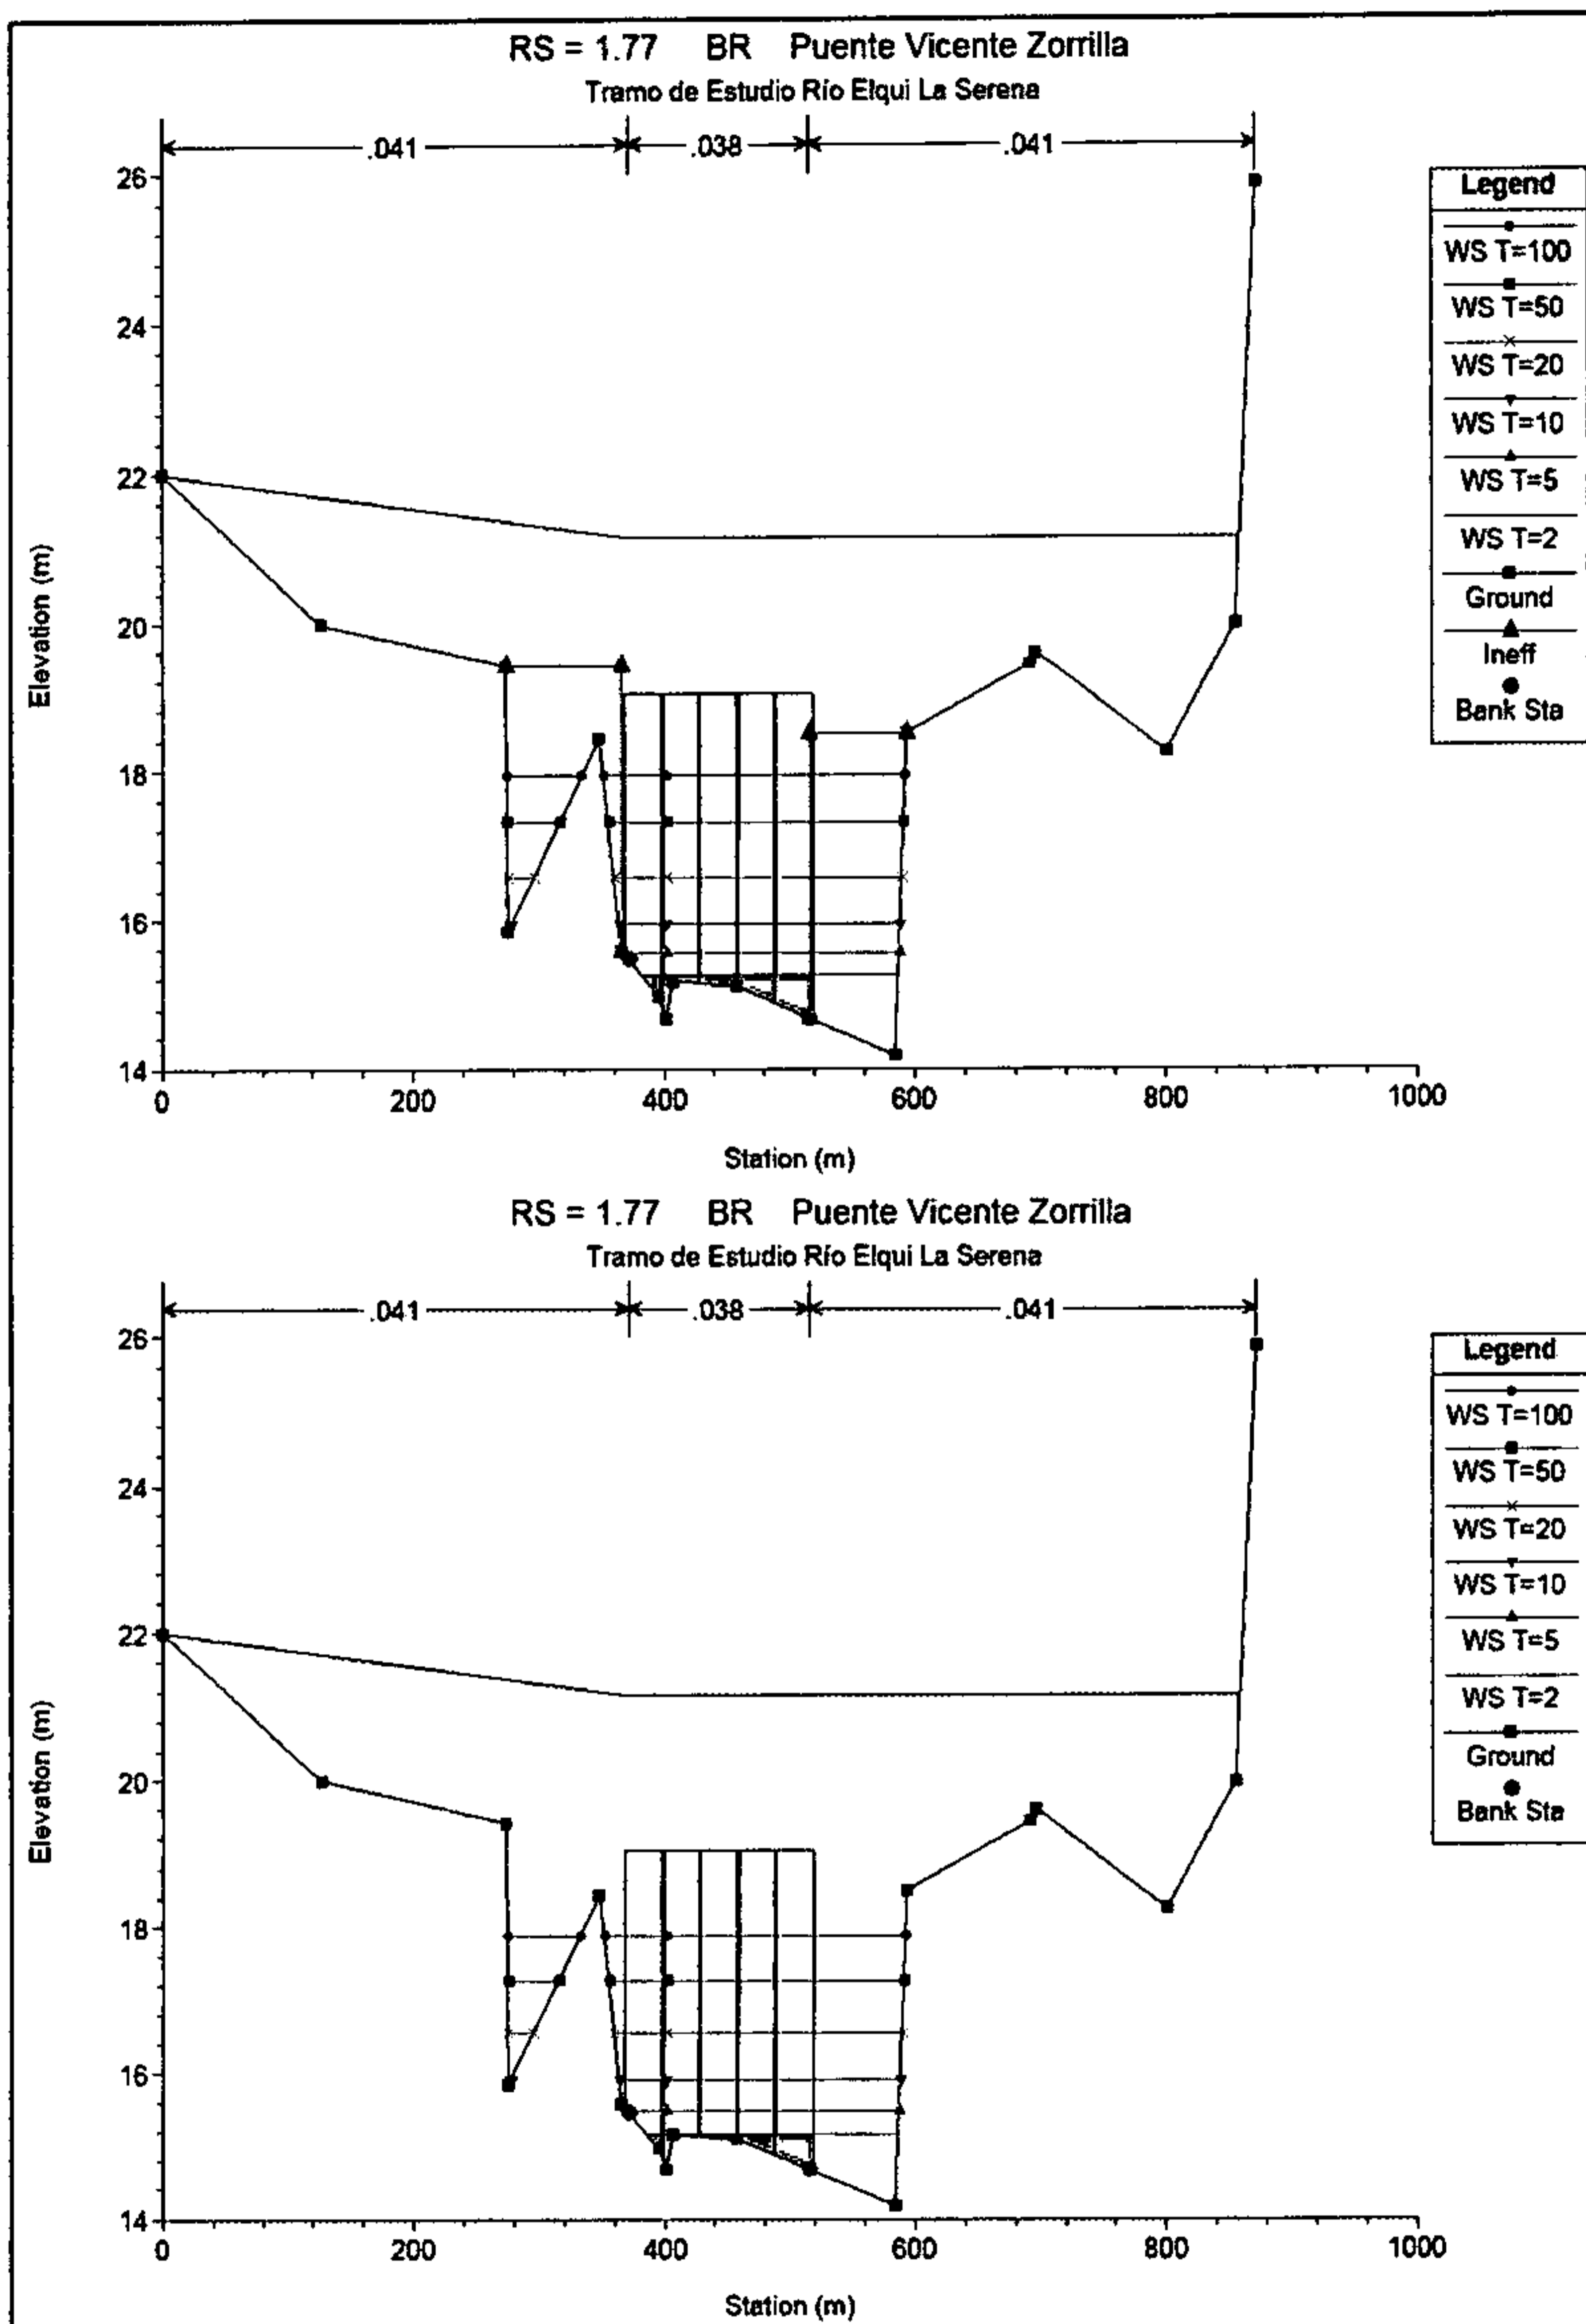 RS = 1.77 BR Puente Vicente Zorrilla
Tramo de Estudio Río Elqui La Serena
.041 .038 .041
Legend
WS T=100
WS T=50
WS T=20
WS T=10
WS T=5
WS T=2
Ground
Ineff
Bank Sta
26
24
22
20
18
16
14
Elevation (m)
0 200 400 600 800 1000
Station (m)
RS = 1.77 BR Puente Vicente Zorrilla
Tramo de Estudio Río Elqui La Serena
.041 .038 .041
Legend
WS T=100
WS T=50
WS T=20
WS T=10
WS T=5
WS T=2
Ground
Bank Sta
26
24
22
20
18
16
14
Elevation (m)
0 200 400 600 800 1000
Station (m)